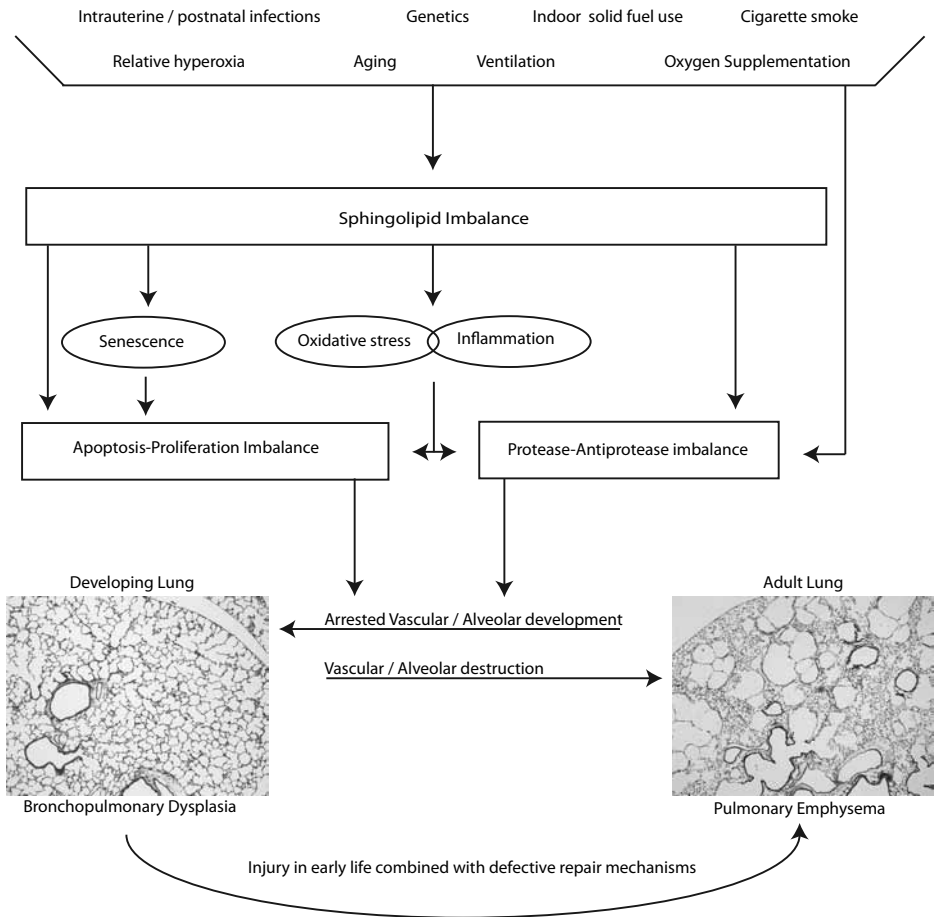 Intrauterine / postnatal infections Genetics Indoor solid fuel use Cigarette smoke
Relative hyperoxia Aging Ventilation Oxygen Supplementation
Sphingolipid Imbalance
Senescence Oxidative stress Inflammation
Apoptosis-Proliferation Imbalance Protease-Antiprotease imbalance
Developing Lung Adult Lung
Arrested Vascular / Alveolar development
Vascular / Alveolar destruction
Bronchopulmonary Dysplasia Pulmonary Emphysema
Injury in early life combined with defective repair mechanisms